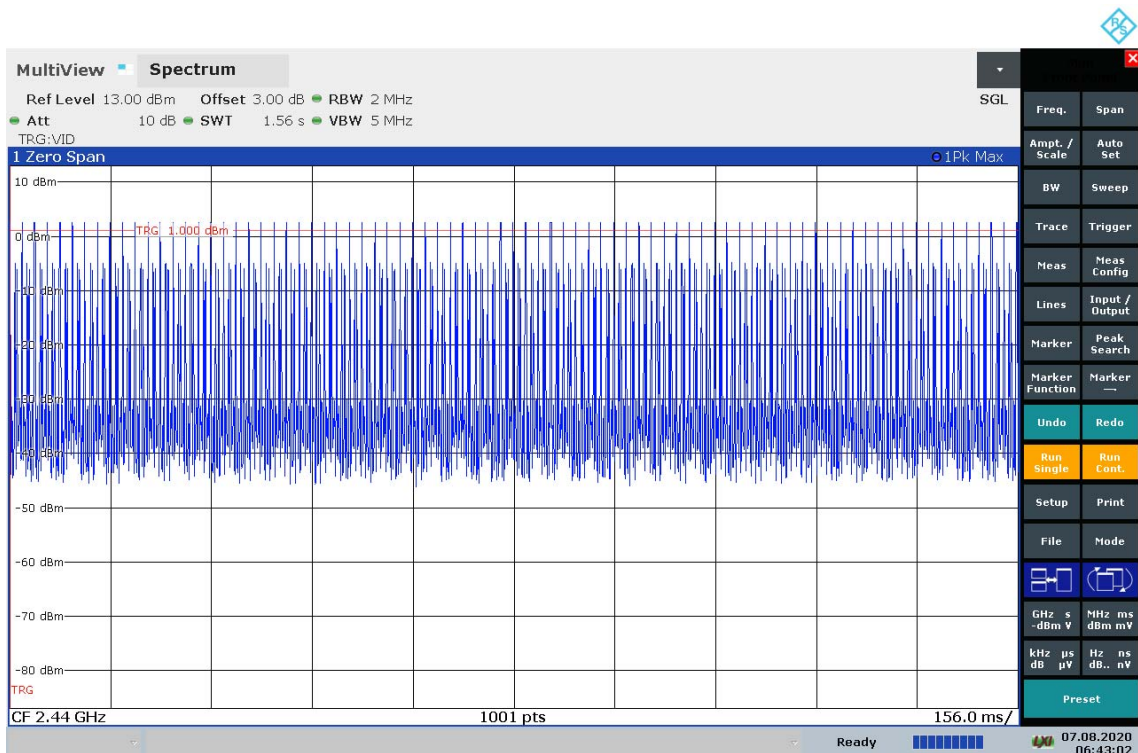 R S
MultiView Spectrum
Ref Level 13.00 dBm Offset 3.00 dB RBW 2 MHz SGL
Att 10 dB SWT 1.56 s VBW 5 MHz
TRG:VID
1 Zero Span 1Pk Max
10 dBm
TRG 1.000 dBm
0 dBm
-10 dBm
-20 dBm
-30 dBm
-40 dBm
-50 dBm
-60 dBm
-70 dBm
-80 dBm
TRG
CF 2.44 GHz 1001 pts 156.0 ms/
Ready 07.08.2020
06:43:02
Freq. Span
Ampt. / Scale Auto Set
BW Sweep
Trace Trigger
Meas Meas Config
Lines Input / Output
Marker Peak Search
Marker Function Marker →
Undo Redo
Run Single Run Cont.
Setup Print
File Mode
GHz s -dBm V MHz ms dBm mV
kHz µs dB µV Hz ns dB.. nV
Preset